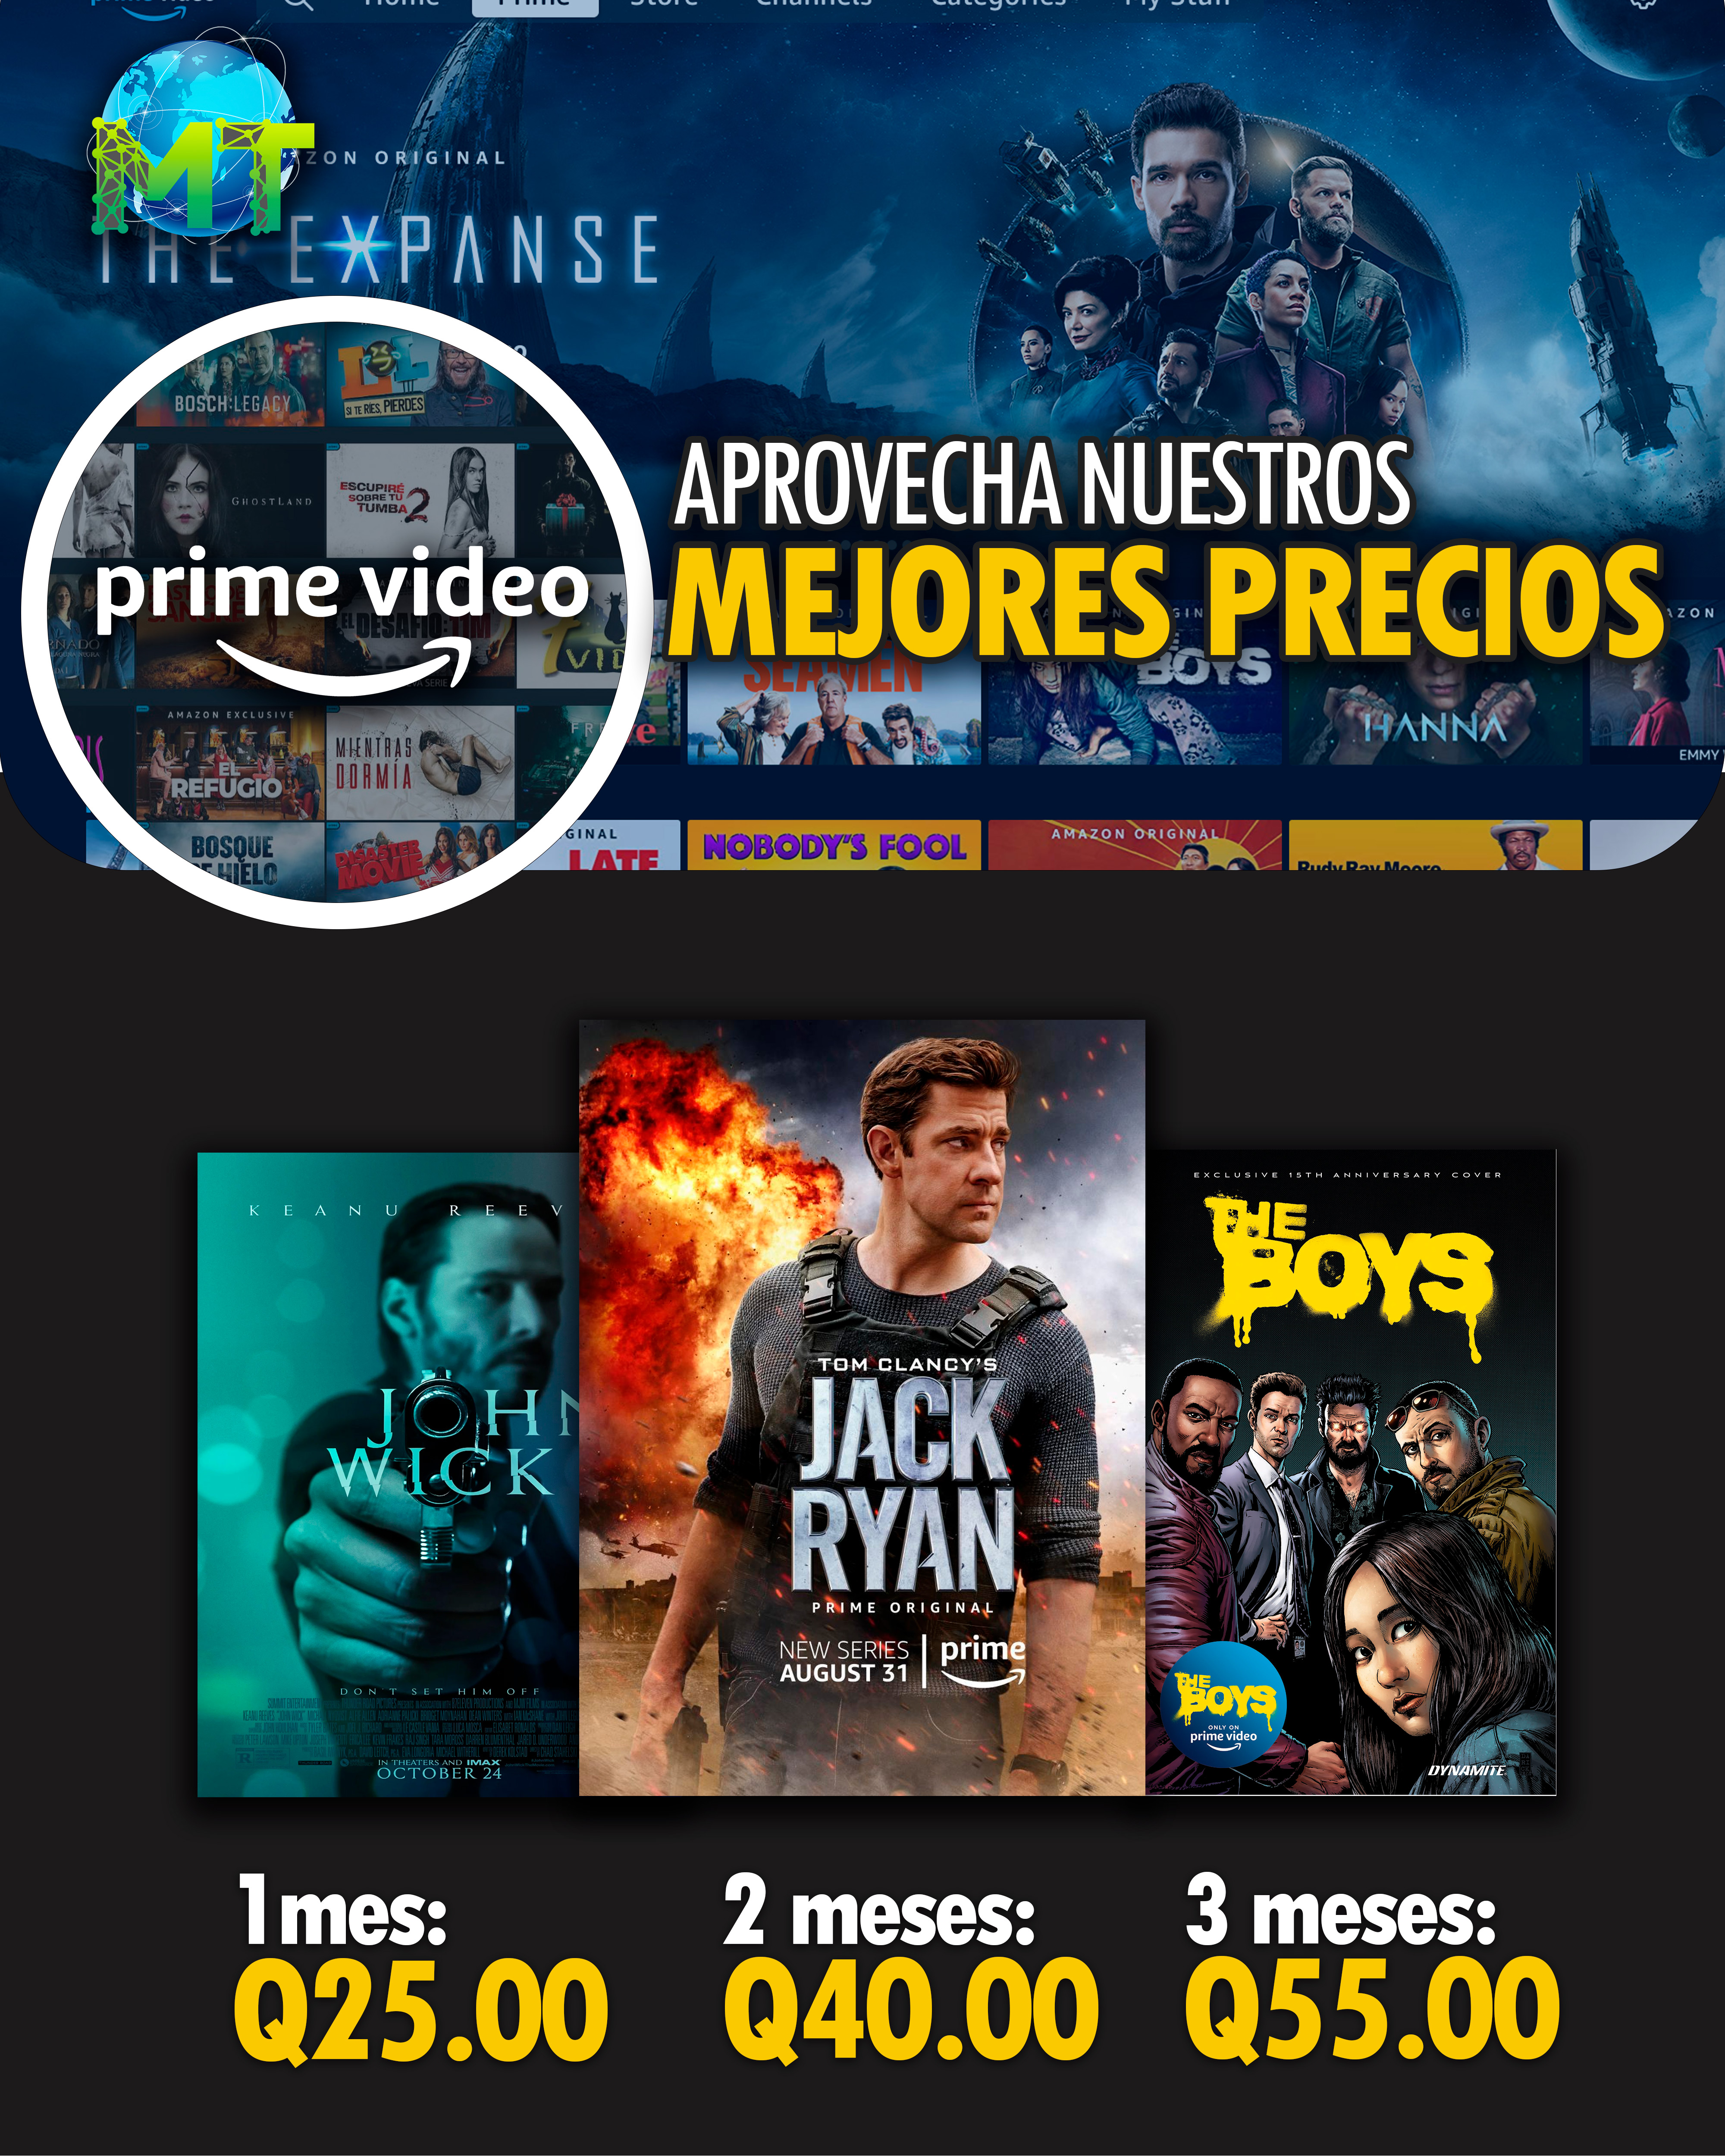 Home Prime Store Channels Categories My Stuff
MT
ZON ORIGINAL
THE EXPANSE
BOSCH:LEGACY
LOL
SI TE RÍES, PIERDES
GHOSTLAND
ESCUPIRÉ
SOBRE TU
TUMBA 2
prime video
APROVECHA NUESTROS
MEJORES PRECIOS
SEAMEN
BOYS
HANNA
EMMY
AMAZON EXCLUSIVE
EL
REFUGIO
MIENTRAS
DORMÍA
BOSQUE
DE HIELO
DISASTER
MOVIE
GINAL
LATE
NOBODY'S FOOL
AMAZON ORIGINAL
Rudy Ray Moore
KEANU REEV
JOHN
WICK
DON'T SET HIM OFF
IN THEATERS AND IMAX
OCTOBER 24
TOM CLANCY'S
JACK
RYAN
PRIME ORIGINAL
NEW SERIES
AUGUST 31
prime
EXCLUSIVE 15TH ANNIVERSARY COVER
THE
BOYS
THE
BOYS
ONLY ON
prime video
DYNAMITE
1 mes:
Q25.00
2 meses:
Q40.00
3 meses:
Q55.00